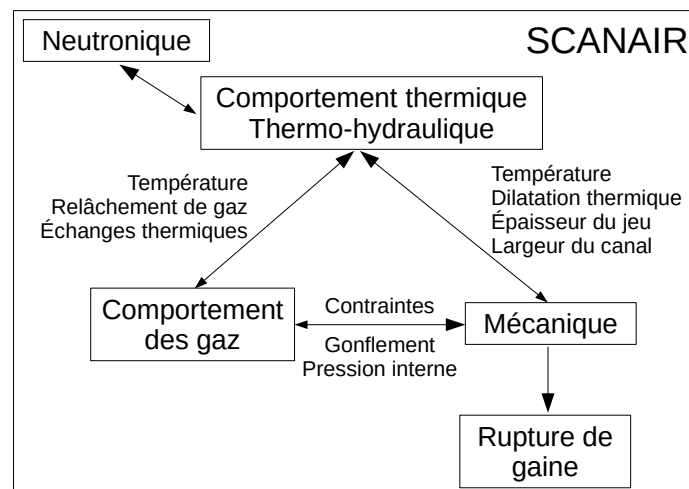 SCANAIR
Neutronique
Comportement thermique
Thermo-hydraulique
Température
Relâchement de gaz
Échanges thermiques
Température
Dilatation thermique
Épaisseur du jeu
Largeur du canal
Comportement
des gaz
Contraintes
Gonflement
Pression interne
Mécanique
Rupture de
gaine